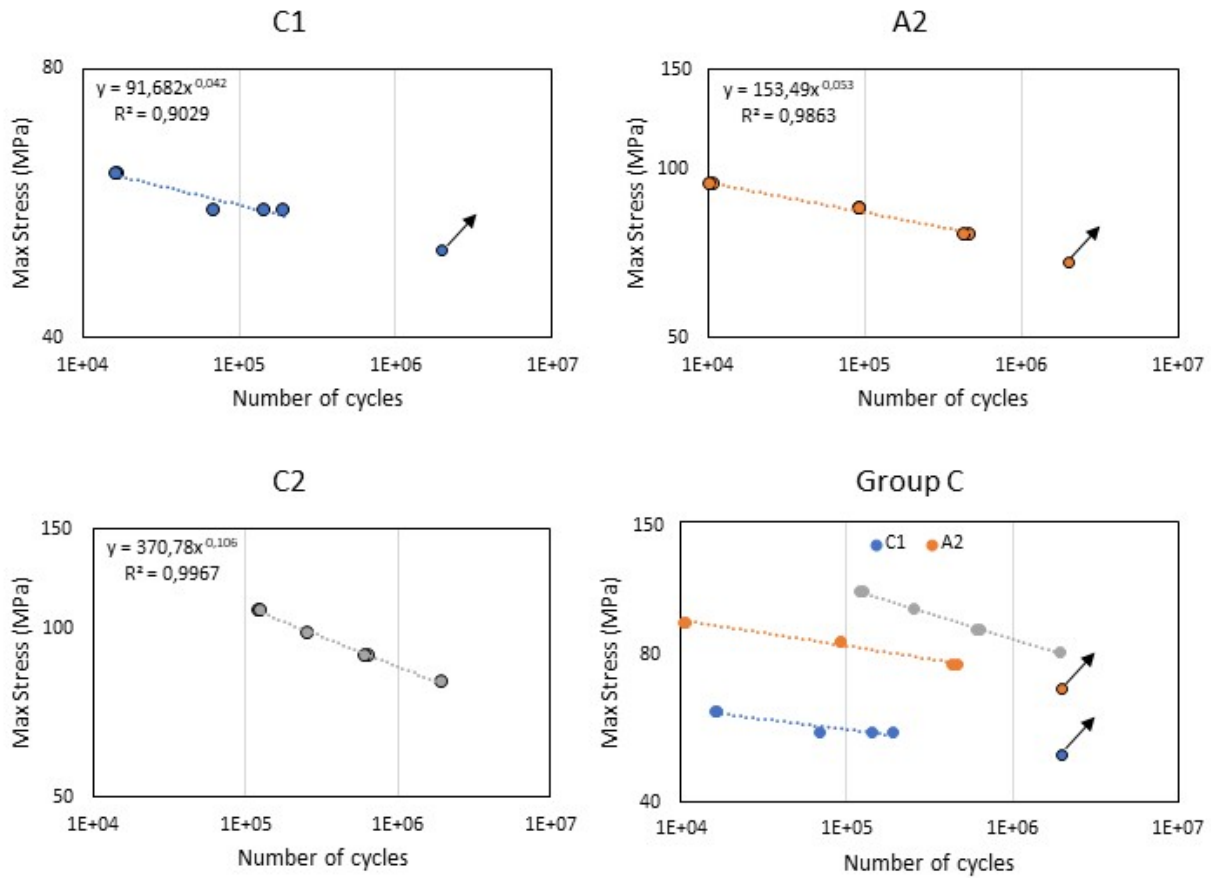 C1
80
y = 91,682x^-0,042
R² = 0,9029
40
1E+04 1E+05 1E+06 1E+07
Max Stress (MPa)
Number of cycles
A2
150
y = 153,49x^-0,053
R² = 0,9863
100
50
1E+04 1E+05 1E+06 1E+07
Max Stress (MPa)
Number of cycles
C2
150
y = 370,78x^-0,106
R² = 0,9967
100
50
1E+04 1E+05 1E+06 1E+07
Max Stress (MPa)
Number of cycles
Group C
150
C1 A2
80
40
1E+04 1E+05 1E+06 1E+07
Max Stress (MPa)
Number of cycles